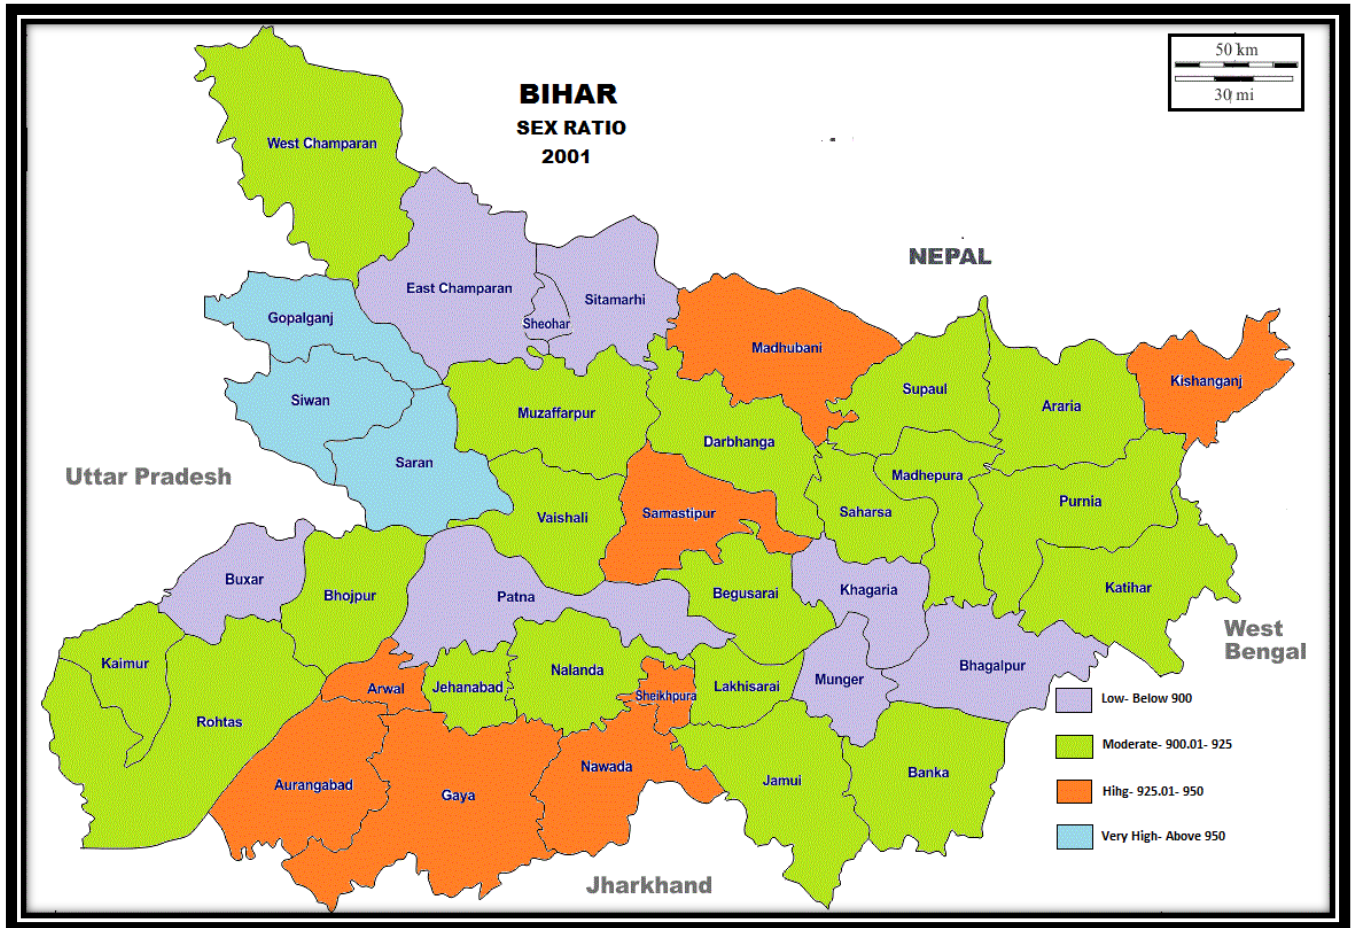 50 km
30 mi
BIHAR
SEX RATIO
2001
West Champaran
NEPAL
East Champaran
Sitamarhi
Gopalganj
Sheohar
Madhubani
Kishanganj
Supaul
Siwan
Araria
Muzaffarpur
Darbhanga
Saran
Uttar Pradesh
Madhepura
Purnia
Samastipur
Saharsa
Vaishali
Buxar
Katihar
Khagaria
Begusarai
Bhojpur
Patna
West
Bengal
Kaimur
Bhagalpur
Nalanda
Munger
Lakhisarai
Jehanabad
Arwal
Sheikhpura
Low- Below 900
Rohtas
Moderate- 900.01- 925
Nawada
Banka
Jamui
Aurangabad
Hihg- 925.01- 950
Gaya
Very High- Above 950
Jharkhand